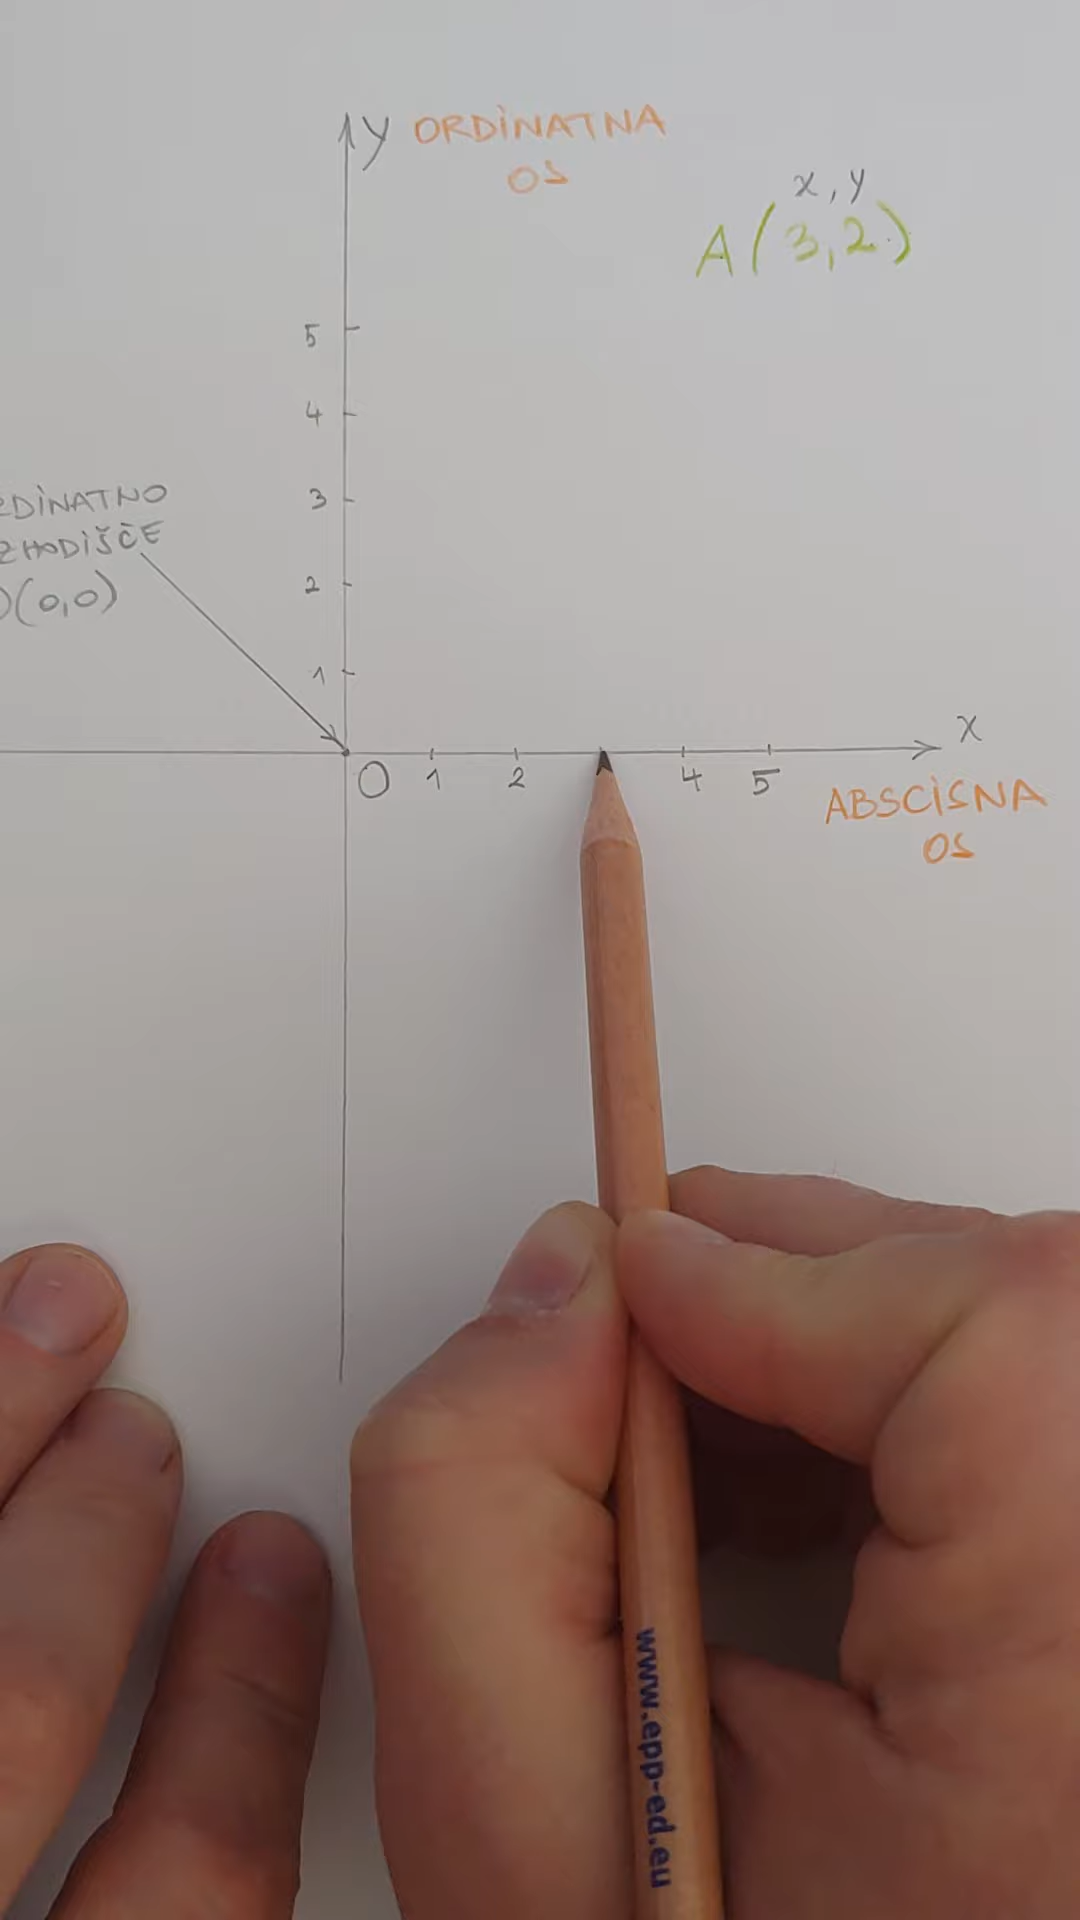 y ORDINATNA
OS
x, y
A(3,2)
5
4
3
2
1
DINATNO
ZHODIŠČE
(0,0)
x
0 1 2 4 5
ABSCISNA
OS
www.epp-ed.eu